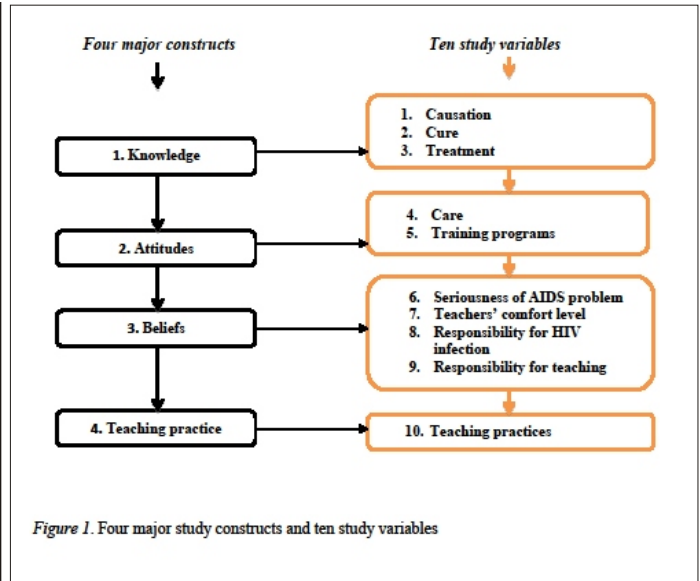 Four major constructs
Ten study variables
1. Knowledge
1. Causation
2. Cure
3. Treatment
2. Attitudes
4. Care
5. Training programs
3. Beliefs
6. Seriousness of AIDS problem
7. Teachers' comfort level
8. Responsibility for HIV
infection
9. Responsibility for teaching
4. Teaching practice
10. Teaching practices
Figure 1. Four major study constructs and ten study variables